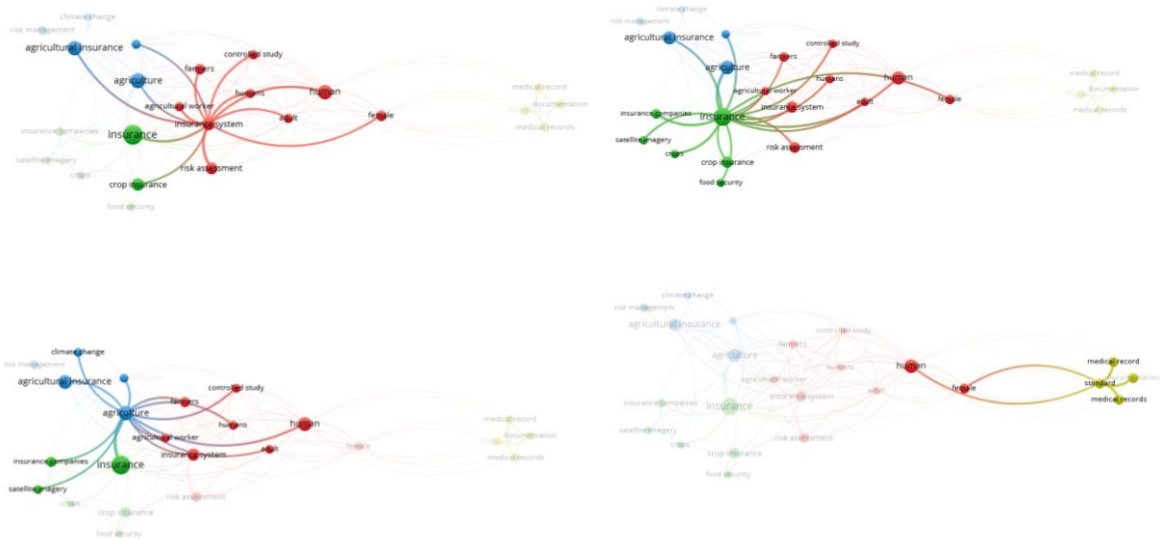 climate change
risk management
agricultural insurance
controlled study
farmers
agriculture
humans
human
agricultural worker
adult
insurance system
female
insurance companies
insurance
satellite imagery
risk assessment
crops
crop insurance
food security
medical record
documentation
medical records
climate change
risk management
agricultural insurance
controlled study
farmers
agriculture
humans
human
agricultural worker
adult
female
insurance system
insurance companies
insurance
satellite imagery
risk assessment
crops
crop insurance
food security
medical record
documentation
medical records
climate change
risk management
agricultural insurance
controlled study
farmers
agriculture
humans
human
agricultural worker
adult
female
insurance system
insurance companies
insurance
satellite imagery
risk assessment
crops
crop insurance
food security
medical record
documentation
medical records
climate change
risk management
agricultural insurance
controlled study
farmers
agriculture
humans
human
agricultural worker
adult
female
insurance system
insurance companies
insurance
risk assessment
satellite imagery
crops
crop insurance
food security
medical record
standard
documentation
medical records